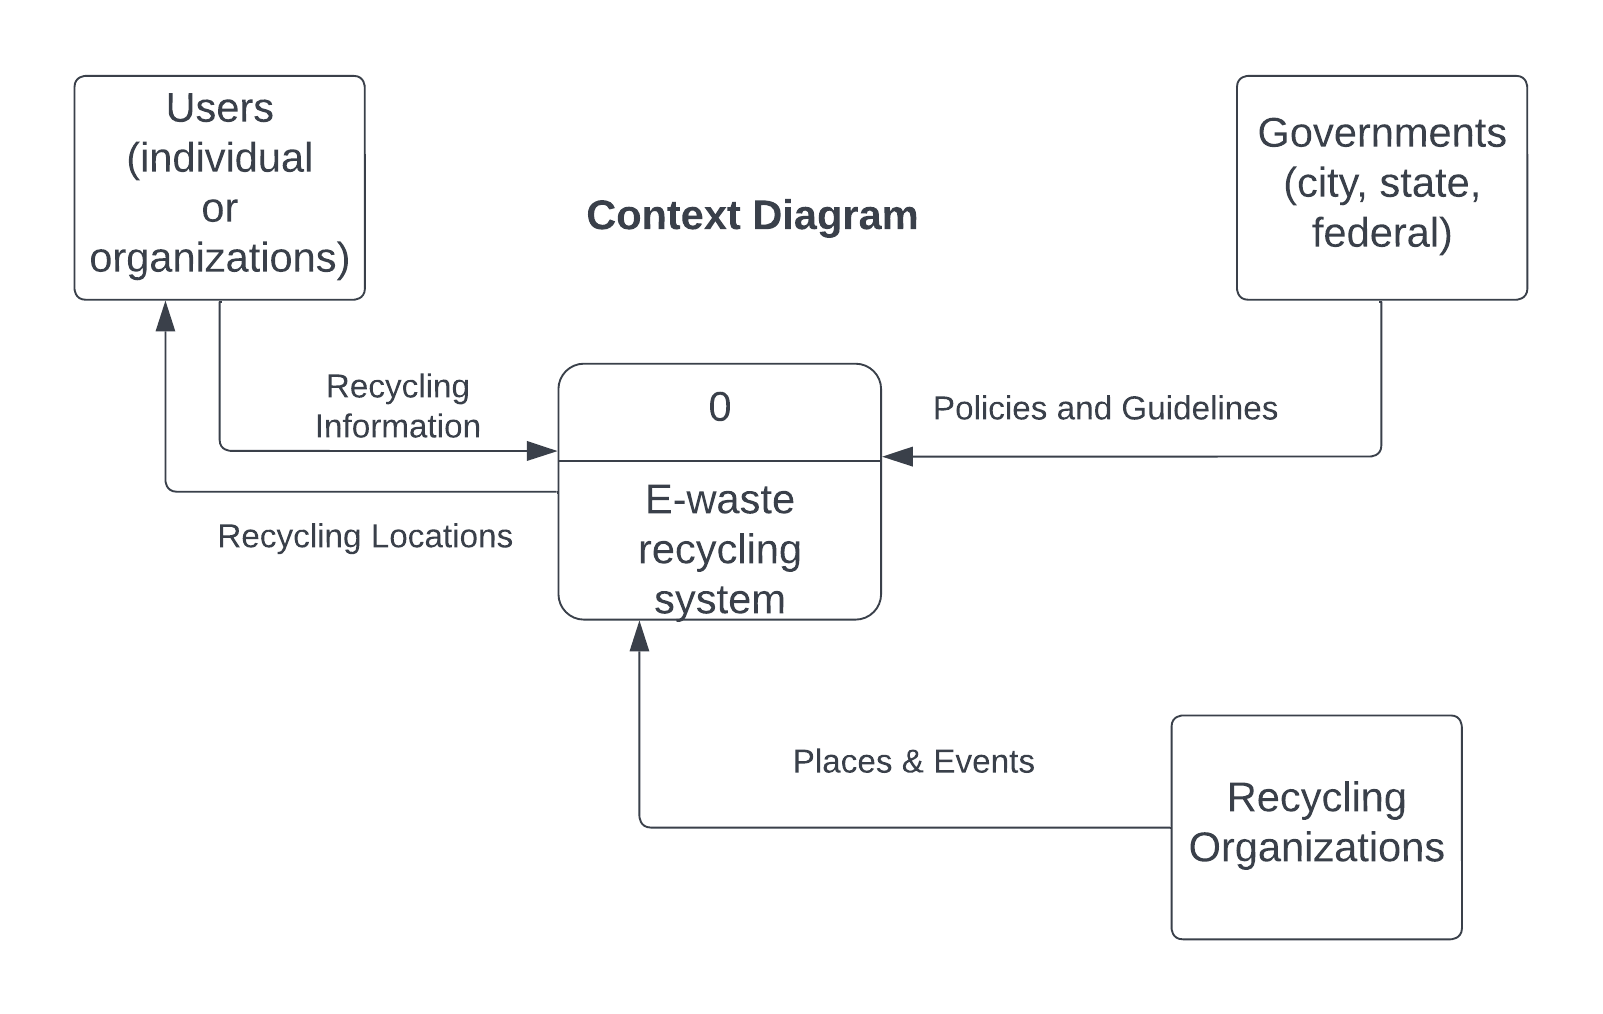 Users
(individual
or
organizations)
Governments
(city, state,
federal)
Context Diagram
Recycling
Information
0
Policies and Guidelines
E-waste
recycling
system
Recycling Locations
Places & Events
Recycling
Organizations